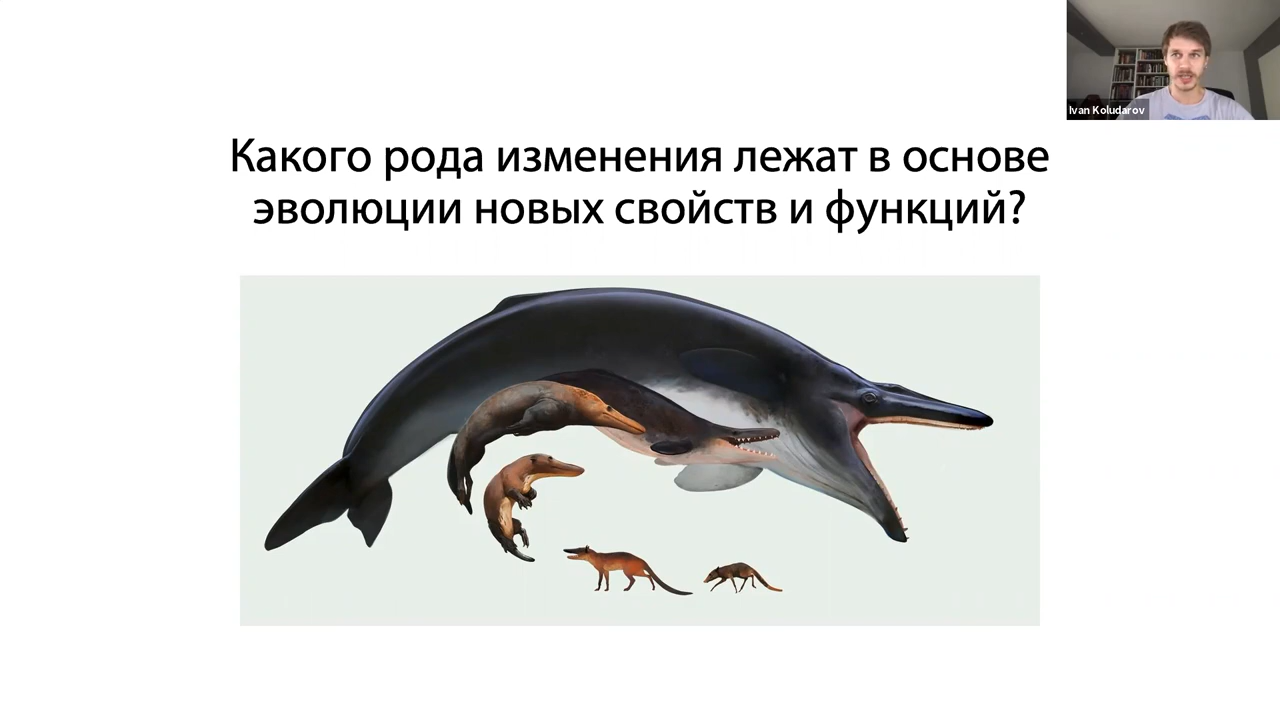 Ivan Koludarov
Какого рода изменения лежат в основе
эволюции новых свойств и функций?